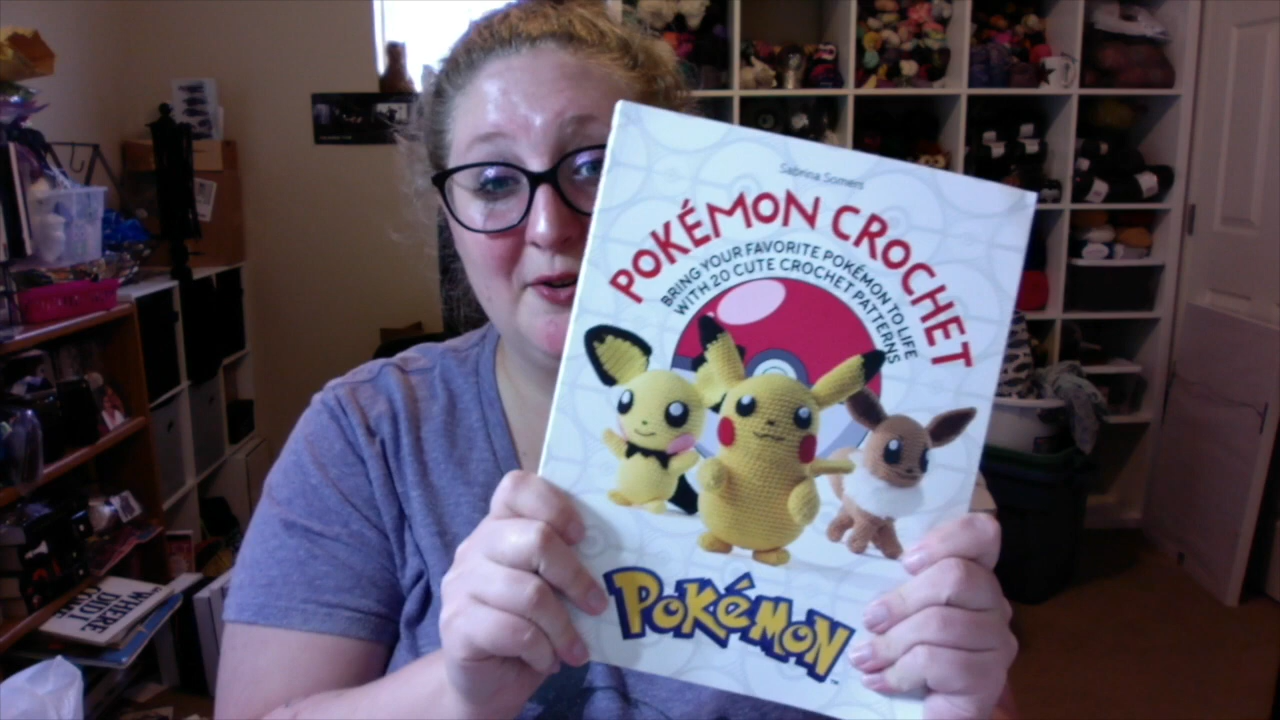 Sabrina Somers
POKÉMON CROCHET
BRING YOUR FAVORITE POKÉMON TO LIFE
WITH 20 CUTE CROCHET PATTERNS
POKÉMON
WHERE
DID I